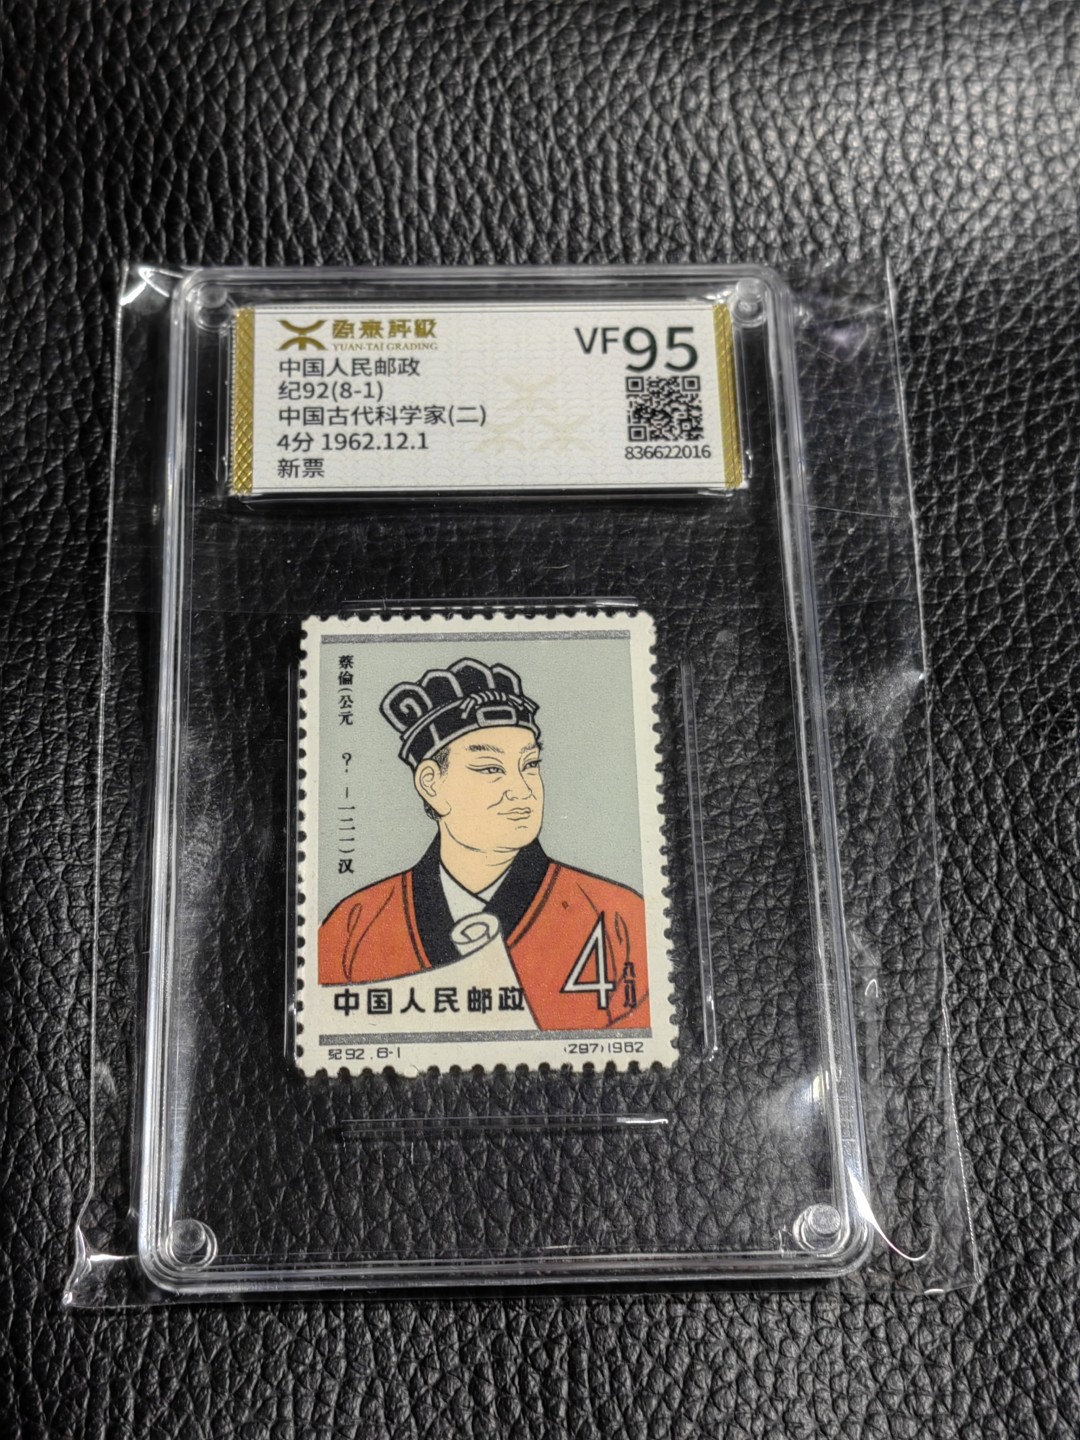 源泰評級
YUAN-TAI GRADING
中国人民邮政
纪92(8-1)
中国古代科学家(二)
4分 1962.12.1
新票
VF95
836622016
蔡倫(公元 ?-一二一)汉
中国人民邮政
4分
纪92.8-1
(297)1962